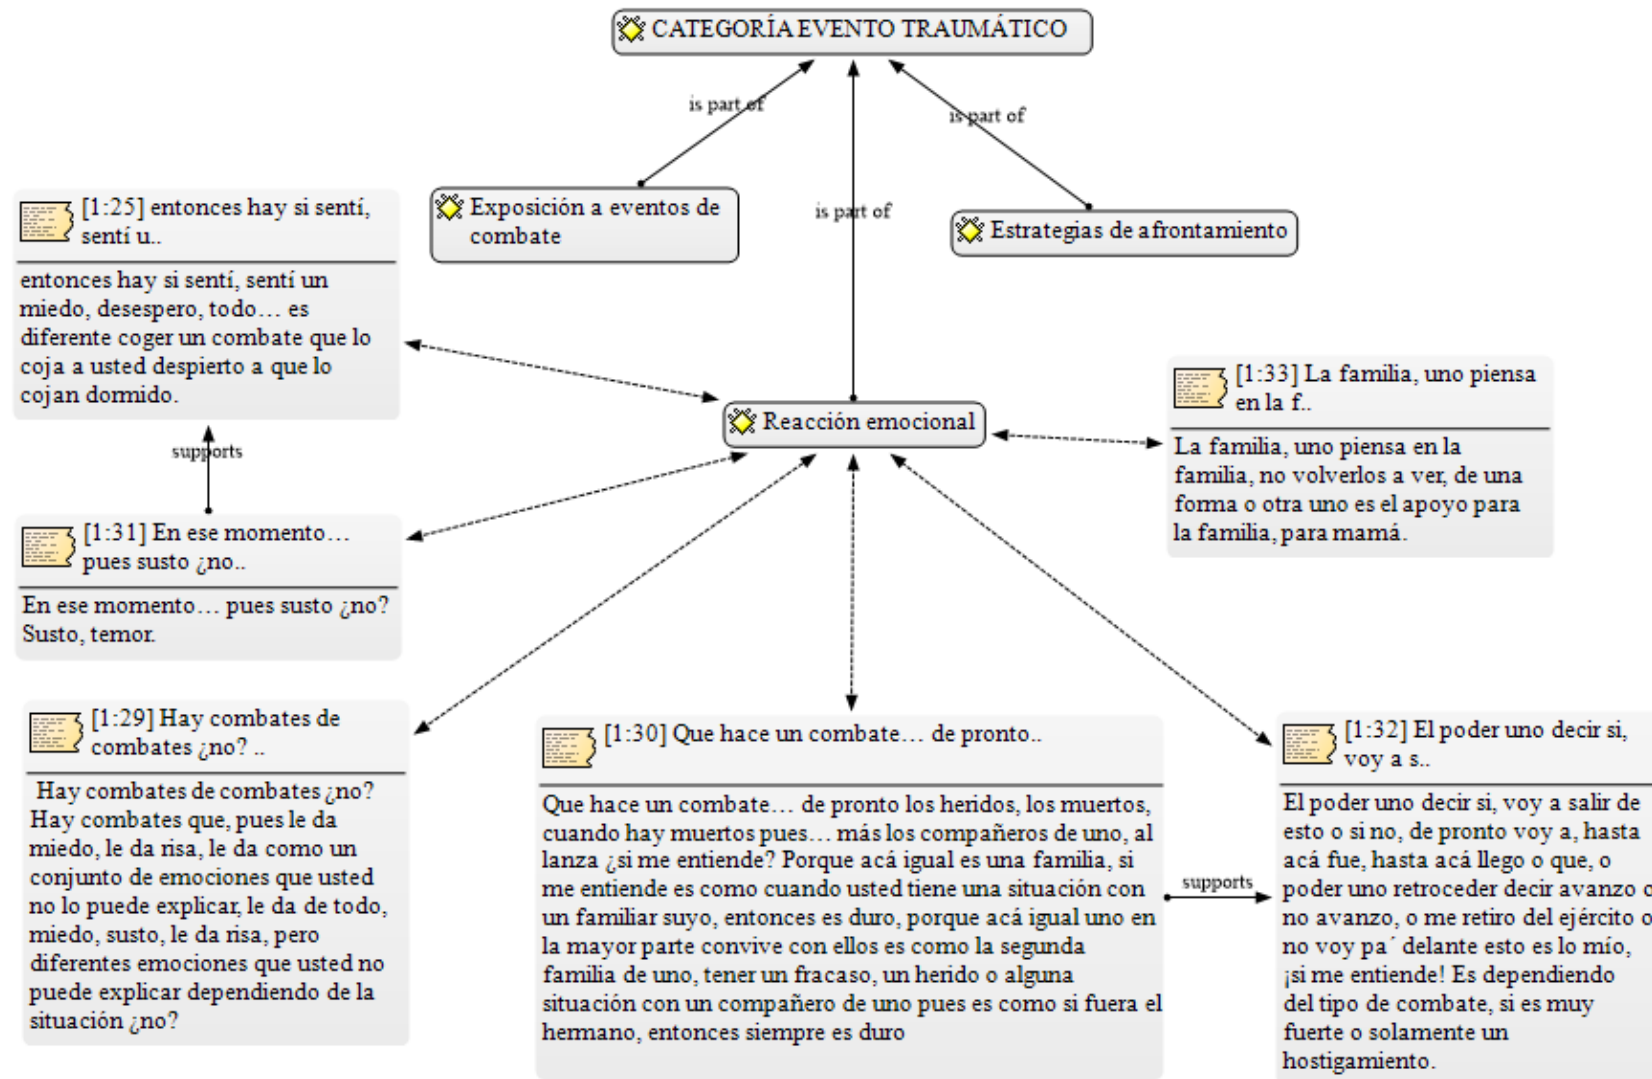 CATEGORÍA EVENTO TRAUMÁTICO
is part of
is part of
is part of
Exposición a eventos de
combate
Estrategias de afrontamiento
[1:25] entonces hay si sentí,
sentí u..
entonces hay si sentí, sentí un
miedo, desespero, todo… es
diferente coger un combate que lo
coja a usted despierto a que lo
cojan dormido.
supports
Reacción emocional
[1:33] La familia, uno piensa
en la f..
La familia, uno piensa en la
familia, no volverlos a ver, de una
forma o otra uno es el apoyo para
la familia, para mamá.
[1:31] En ese momento…
pues susto ¿no..
En ese momento… pues susto ¿no?
Susto, temor.
[1:29] Hay combates de
combates ¿no? ..
Hay combates de combates ¿no?
Hay combates que, pues le da
miedo, le da risa, le da como un
conjunto de emociones que usted
no lo puede explicar, le da de todo,
miedo, susto, le da risa, pero
diferentes emociones que usted no
puede explicar dependiendo de la
situación ¿no?
[1:30] Que hace un combate… de pronto..
Que hace un combate… de pronto los heridos, los muertos,
cuando hay muertos pues… más los compañeros de uno, al
lanza ¿si me entiende? Porque acá igual es una familia, si
me entiende es como cuando usted tiene una situación con
un familiar suyo, entonces es duro, porque acá igual uno en
la mayor parte convive con ellos es como la segunda
familia de uno, tener un fracaso, un herido o alguna
situación con un compañero de uno pues es como si fuera el
hermano, entonces siempre es duro
supports
[1:32] El poder uno decir si,
voy a s..
El poder uno decir si, voy a salir de
esto o si no, de pronto voy a, hasta
acá fue, hasta acá llego o que, o
poder uno retroceder decir avanzo o
no avanzo, o me retiro del ejército o
no voy pa´ delante esto es lo mío,
¡si me entiende! Es dependiendo
del tipo de combate, si es muy
fuerte o solamente un
hostigamiento.